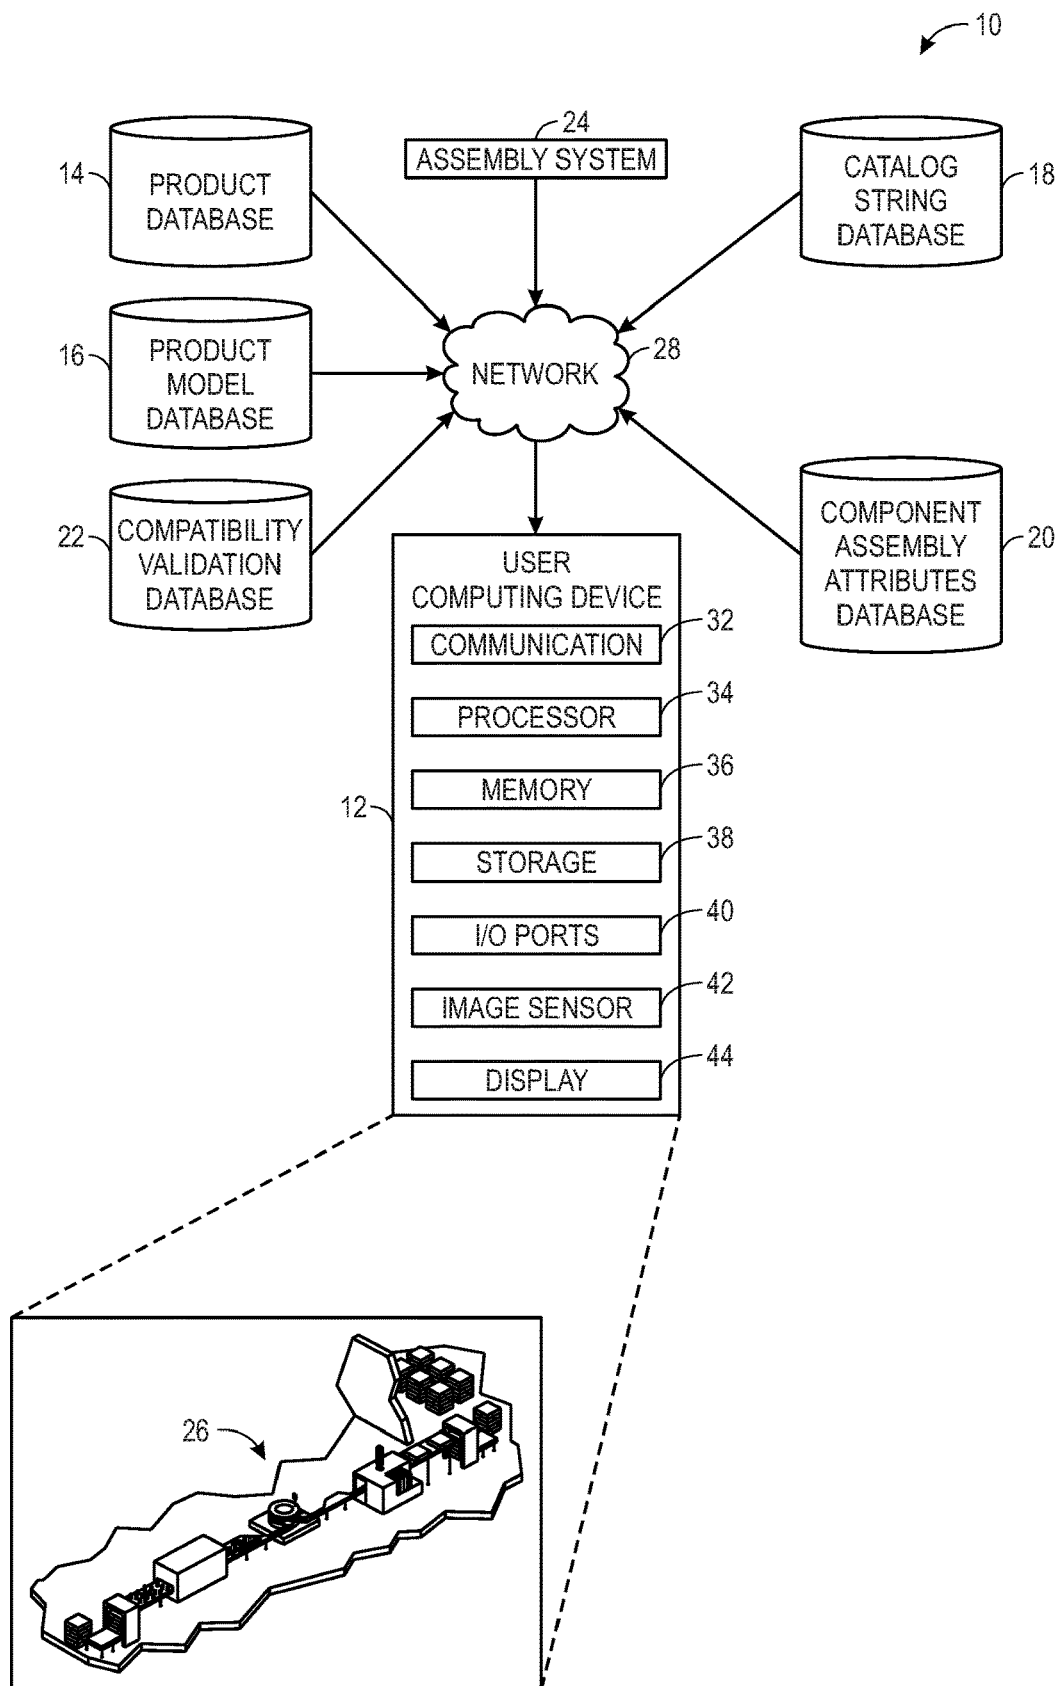 10
24
ASSEMBLY SYSTEM
14
PRODUCT
DATABASE
CATALOG
STRING
DATABASE
18
16
PRODUCT
MODEL
DATABASE
NETWORK
28
22
COMPATIBILITY
VALIDATION
DATABASE
COMPONENT
ASSEMBLY
ATTRIBUTES
DATABASE
20
USER
COMPUTING DEVICE
COMMUNICATION
32
PROCESSOR
34
MEMORY
36
12
STORAGE
38
I/O PORTS
40
IMAGE SENSOR
42
DISPLAY
44
26